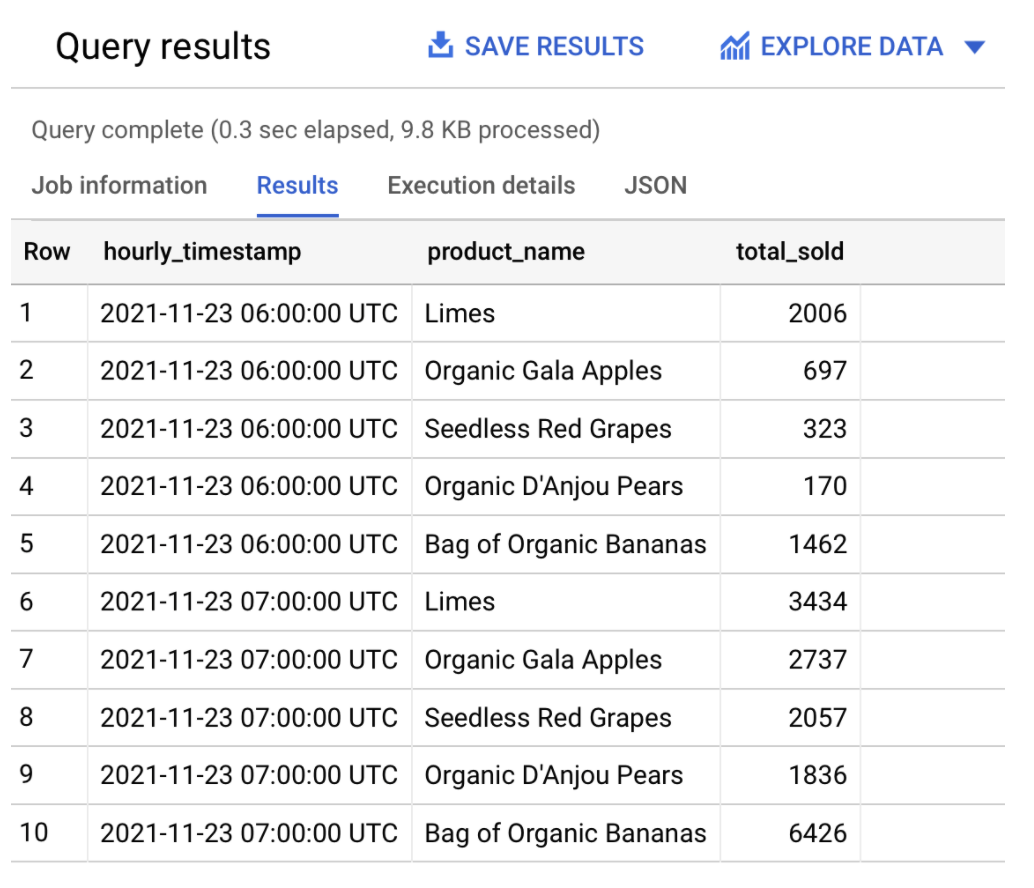 Query results SAVE RESULTS EXPLORE DATA
Query complete (0.3 sec elapsed, 9.8 KB processed)
Job information Results Execution details JSON
Row hourly_timestamp product_name total_sold
1 2021-11-23 06:00:00 UTC Limes 2006
2 2021-11-23 06:00:00 UTC Organic Gala Apples 697
3 2021-11-23 06:00:00 UTC Seedless Red Grapes 323
4 2021-11-23 06:00:00 UTC Organic D'Anjou Pears 170
5 2021-11-23 06:00:00 UTC Bag of Organic Bananas 1462
6 2021-11-23 07:00:00 UTC Limes 3434
7 2021-11-23 07:00:00 UTC Organic Gala Apples 2737
8 2021-11-23 07:00:00 UTC Seedless Red Grapes 2057
9 2021-11-23 07:00:00 UTC Organic D'Anjou Pears 1836
10 2021-11-23 07:00:00 UTC Bag of Organic Bananas 6426